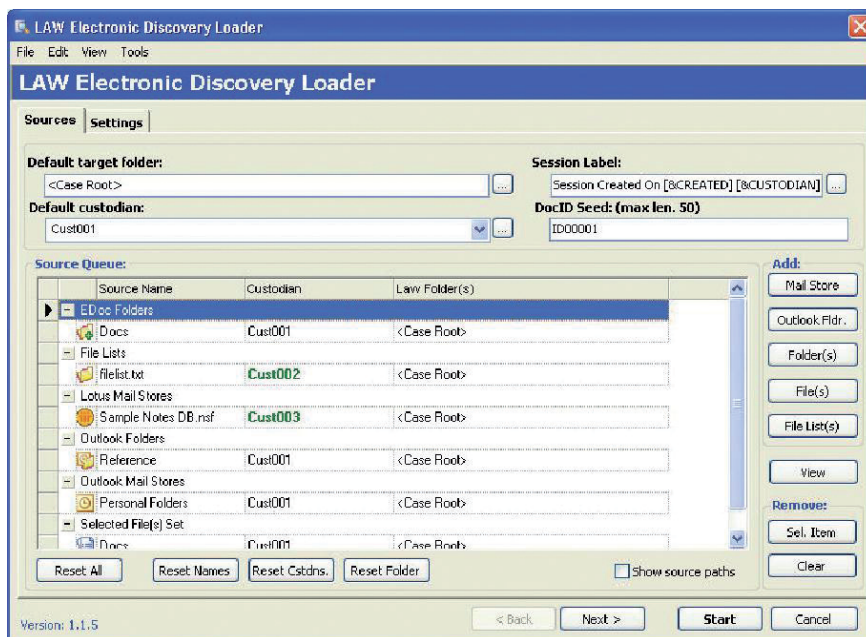 LAW Electronic Discovery Loader
File Edit View Tools
LAW Electronic Discovery Loader
Sources Settings
Default target folder: Session Label:
<Case Root> ... Session Created On [&CREATED] [&CUSTODIAN] ...
Default custodian: DocID Seed: (max len. 50)
Cust001 ... ID00001
Source Queue: Add:
Source Name Custodian Law Folder(s) Mail Store
EDoc Folders
Docs Cust001 <Case Root> Outlook Fldr.
File Lists Folder(s)
filelist.txt Cust002 <Case Root>
Lotus Mail Stores File(s)
Sample Notes DB.nsf Cust003 <Case Root> File List(s)
Outlook Folders
Reference Cust001 <Case Root> View
Outlook Mail Stores
Personal Folders Cust001 <Case Root> Remove:
Selected File(s) Set Sel. Item
Docs Cust001 <Case Root>
Reset All Reset Names Reset Cstdns. Reset Folder Show source paths Clear
Version: 1.1.5 < Back Next > Start Cancel